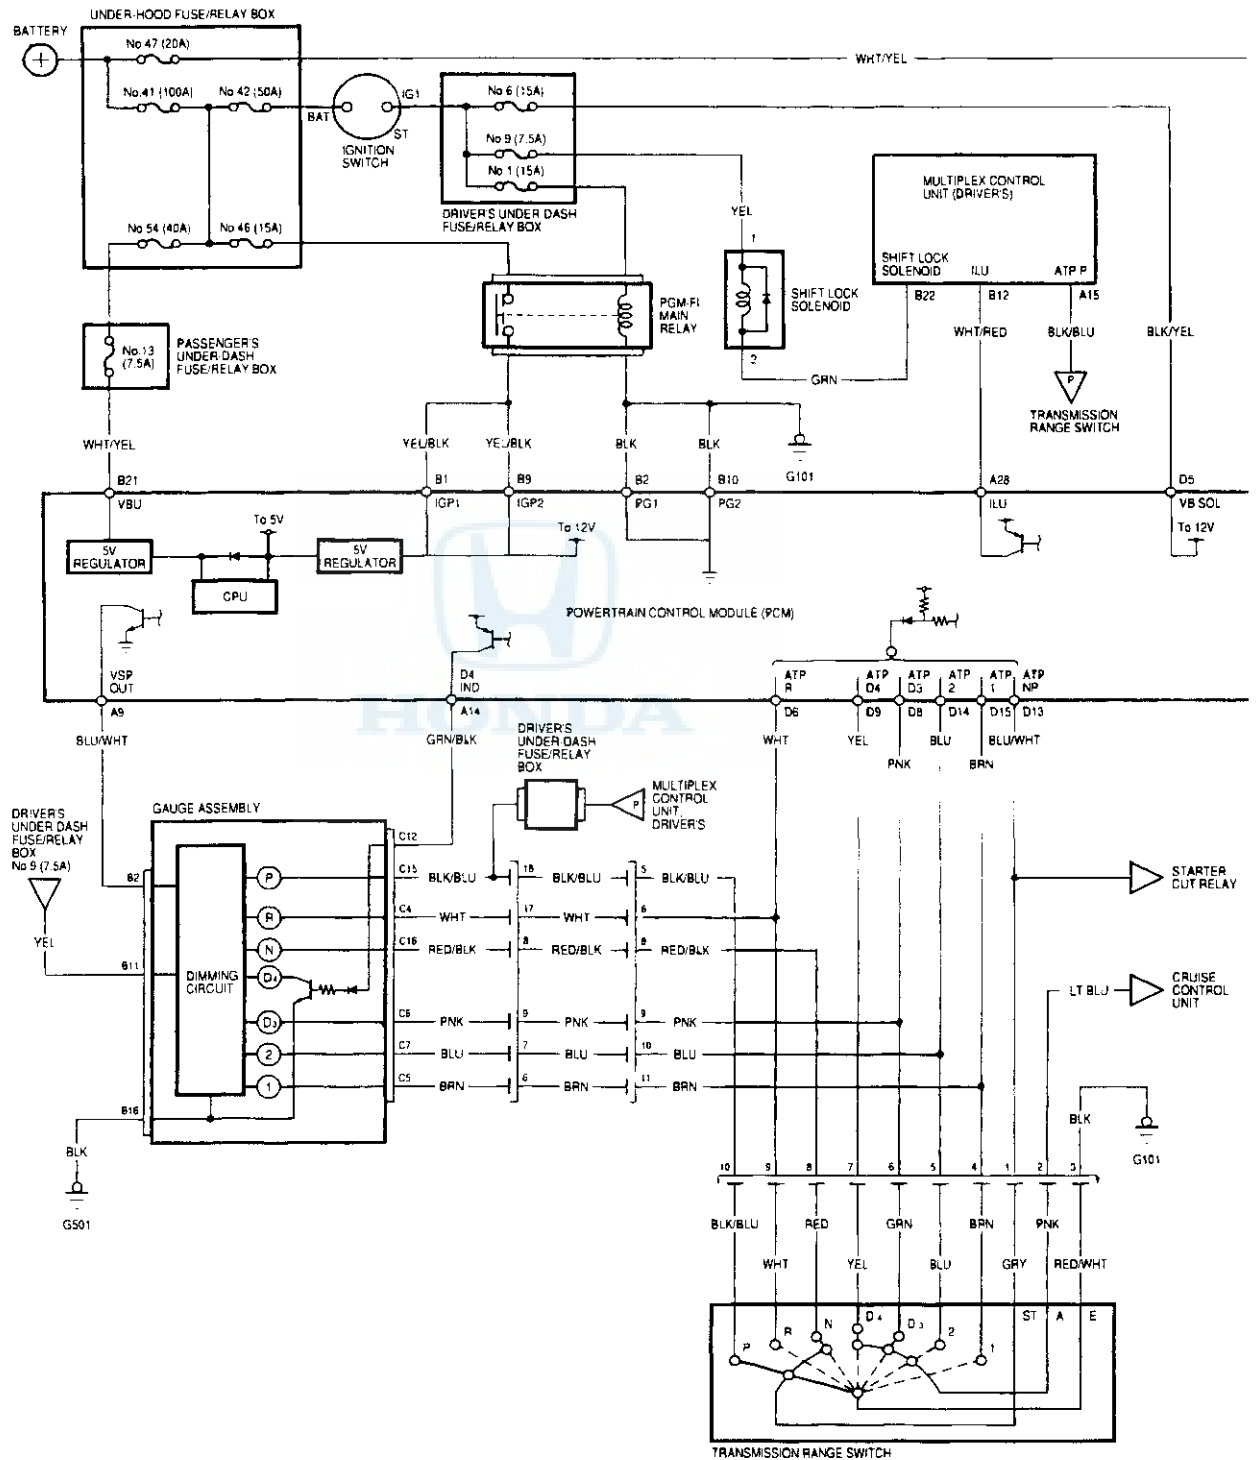 UNDER-HOOD FUSE/RELAY BOX
BATTERY
No 47 (20A)
WHT/YEL
No.41 (100A)
No 42 (50A)
BAT
IG1
ST
IGNITION
SWITCH
No 6 (15A)
No 9 (7.5A)
No 1 (15A)
DRIVER'S UNDER DASH
FUSE/RELAY BOX
No 54 (40A)
No 46 (15A)
YEL
1
SHIFT LOCK
SOLENOID
2
GRN
MULTIPLEX CONTROL
UNIT (DRIVER'S)
SHIFT LOCK
SOLENOID
ILU
ATP P
B22
B12
A15
WHT/RED
BLK/BLU
BLK/YEL
P
TRANSMISSION
RANGE SWITCH
PGM-FI
MAIN
RELAY
No.13
(7.5A)
PASSENGER'S
UNDER-DASH
FUSE/RELAY BOX
WHT/YEL
YEL/BLK
YEL/BLK
BLK
BLK
G101
B21
VBU
B1
IGP1
B9
IGP2
B2
PG1
B10
PG2
A28
ILU
D5
VB SOL
To 5V
To 12V
To 12V
5V
REGULATOR
5V
REGULATOR
CPU
POWERTRAIN CONTROL MODULE (PCM)
HONDA
VSP
OUT
A9
D4
IND
A14
ATP
R
ATP
D4
ATP
D3
ATP
2
ATP
1
ATP
NP
D6
D9
D8
D14
D15
D13
BLU/WHT
GRN/BLK
WHT
YEL
PNK
BLU
BRN
BLU/WHT
DRIVER'S
UNDER-DASH
FUSE/RELAY
BOX
P
MULTIPLEX
CONTROL
UNIT,
DRIVER'S
DRIVER'S
UNDER DASH
FUSE/RELAY
BOX
No 9 (7.5A)
YEL
GAUGE ASSEMBLY
B2
B11
B16
BLK
G501
DIMMING
CIRCUIT
P
R
N
D4
D3
2
1
C12
C15 BLK/BLU 18 BLK/BLU 5 BLK/BLU
C4 WHT 17 WHT 6
C16 RED/BLK 8 RED/BLK 8 RED/BLK
C6 PNK 9 PNK 9 PNK
C7 BLU 7 BLU 10 BLU
C5 BRN 6 BRN 11 BRN
STARTER
CUT RELAY
LT BLU
CRUISE
CONTROL
UNIT
BLK
G101
10 9 8 7 6 5 4 1 2 3
BLK/BLU
RED
GRN
BRN
PNK
WHT
YEL
BLU
GRY
RED/WHT
P
R
N
D4
D3
2
1
ST
A
E
TRANSMISSION RANGE SWITCH